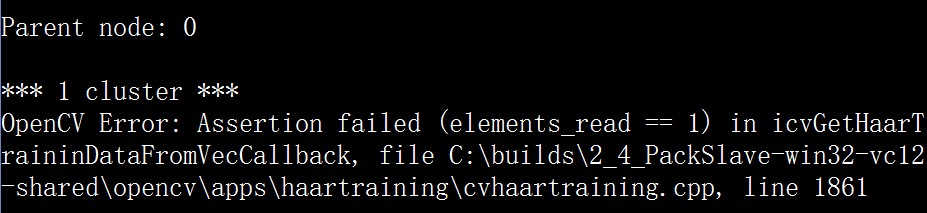 Parent node: 0
*** 1 cluster ***
OpenCV Error: Assertion failed (elements_read == 1) in icvGetHaarT
raininDataFromVecCallback, file C:\builds\2_4_PackSlave-win32-vc12
-shared\opencv\apps\haartraining\cvhaartraining.cpp, line 1861